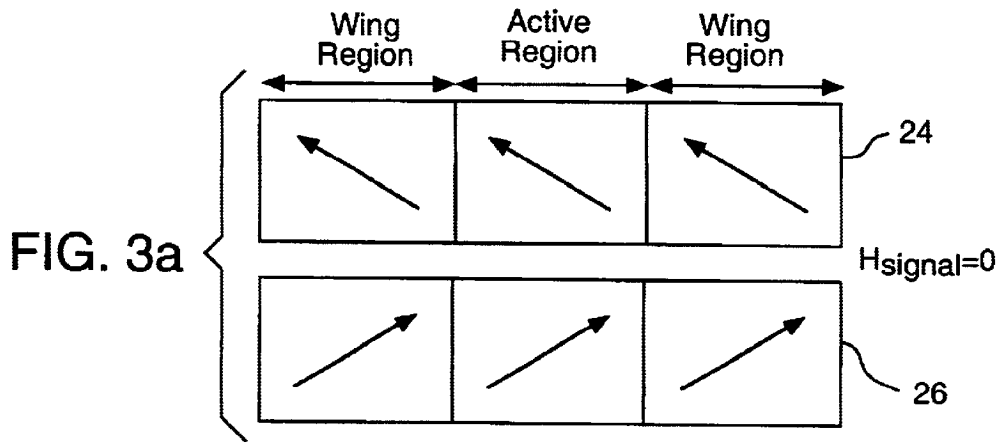 Wing Region
Active Region
Wing Region
24
FIG. 3a
Hsignal=0
26